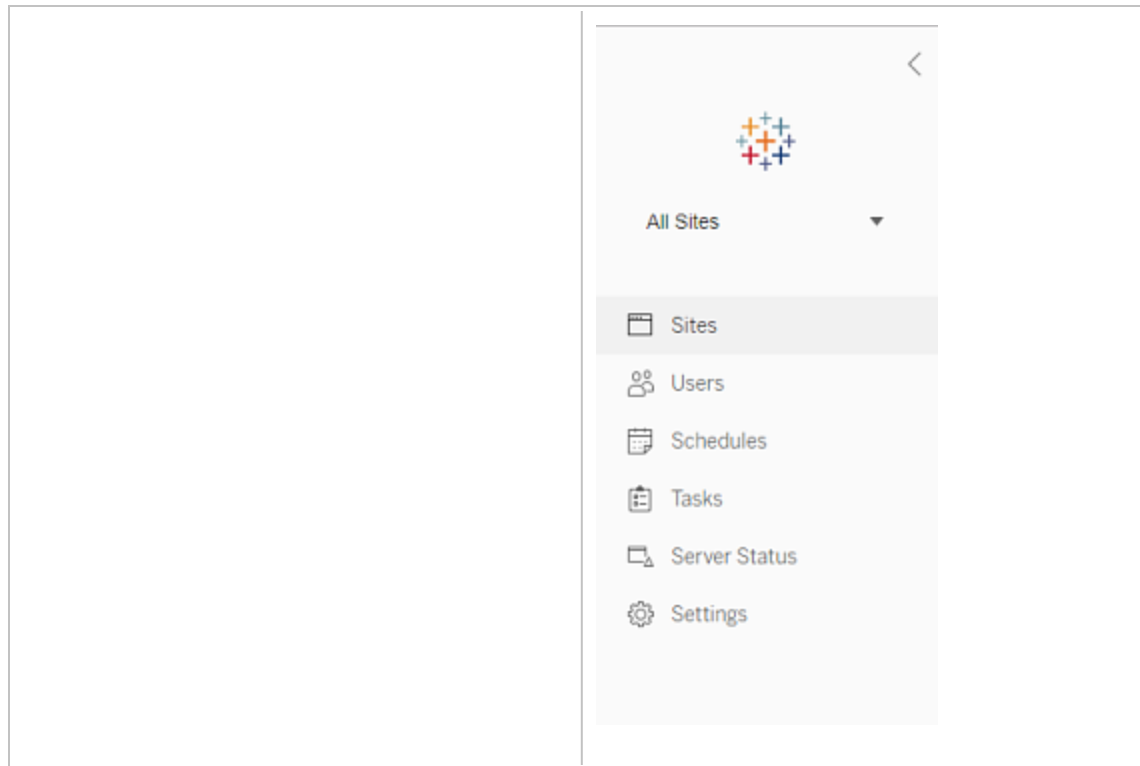 All Sites
Sites
Users
Schedules
Tasks
Server Status
Settings